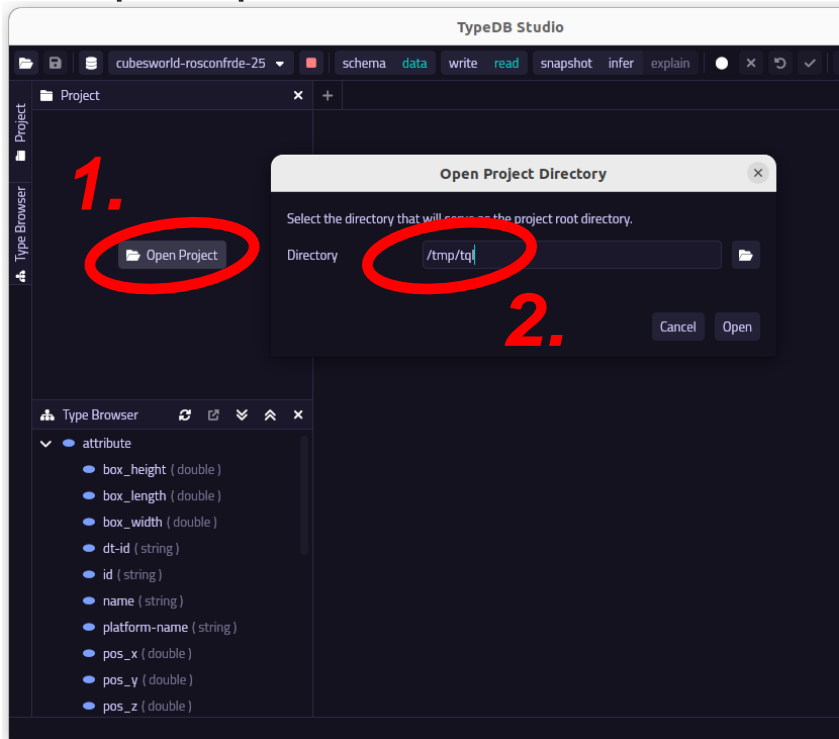 TypeDB Studio
cubesworld-rosconfrde-25 schema data write read snapshot infer explain
Project
Project
Type Browser
1.
Open Project
Open Project Directory
Select the directory that will serve as the project root directory.
Directory /tmp/tql
2.
Cancel Open
Type Browser
attribute
box_height ( double )
box_length ( double )
box_width ( double )
dt-id ( string )
id ( string )
name ( string )
platform-name ( string )
pos_x ( double )
pos_y ( double )
pos_z ( double )